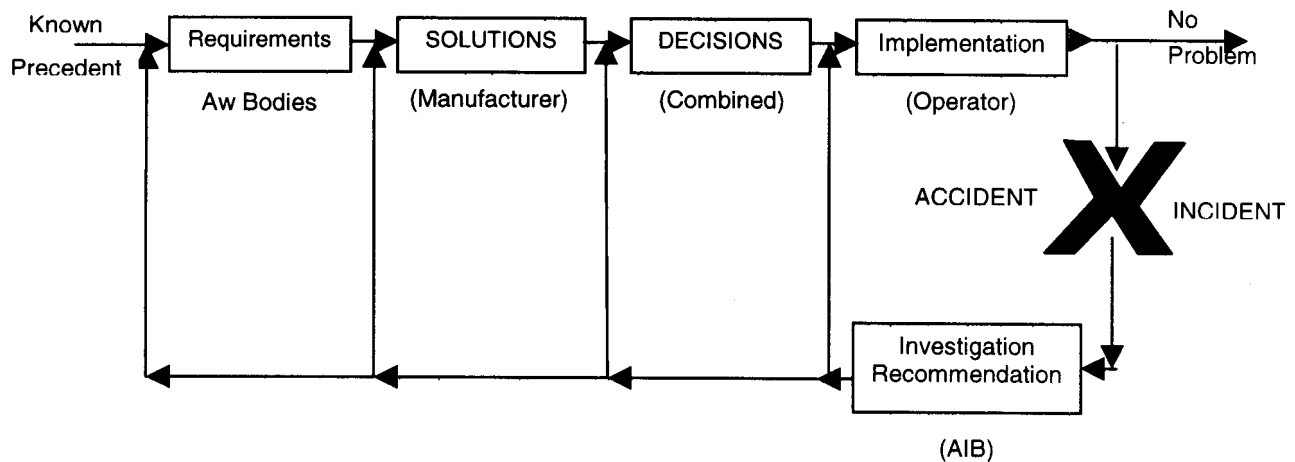 Known
Precedent
Requirements
Aw Bodies
SOLUTIONS
(Manufacturer)
DECISIONS
(Combined)
Implementation
(Operator)
No
Problem
ACCIDENT
INCIDENT
Investigation
Recommendation
(AIB)